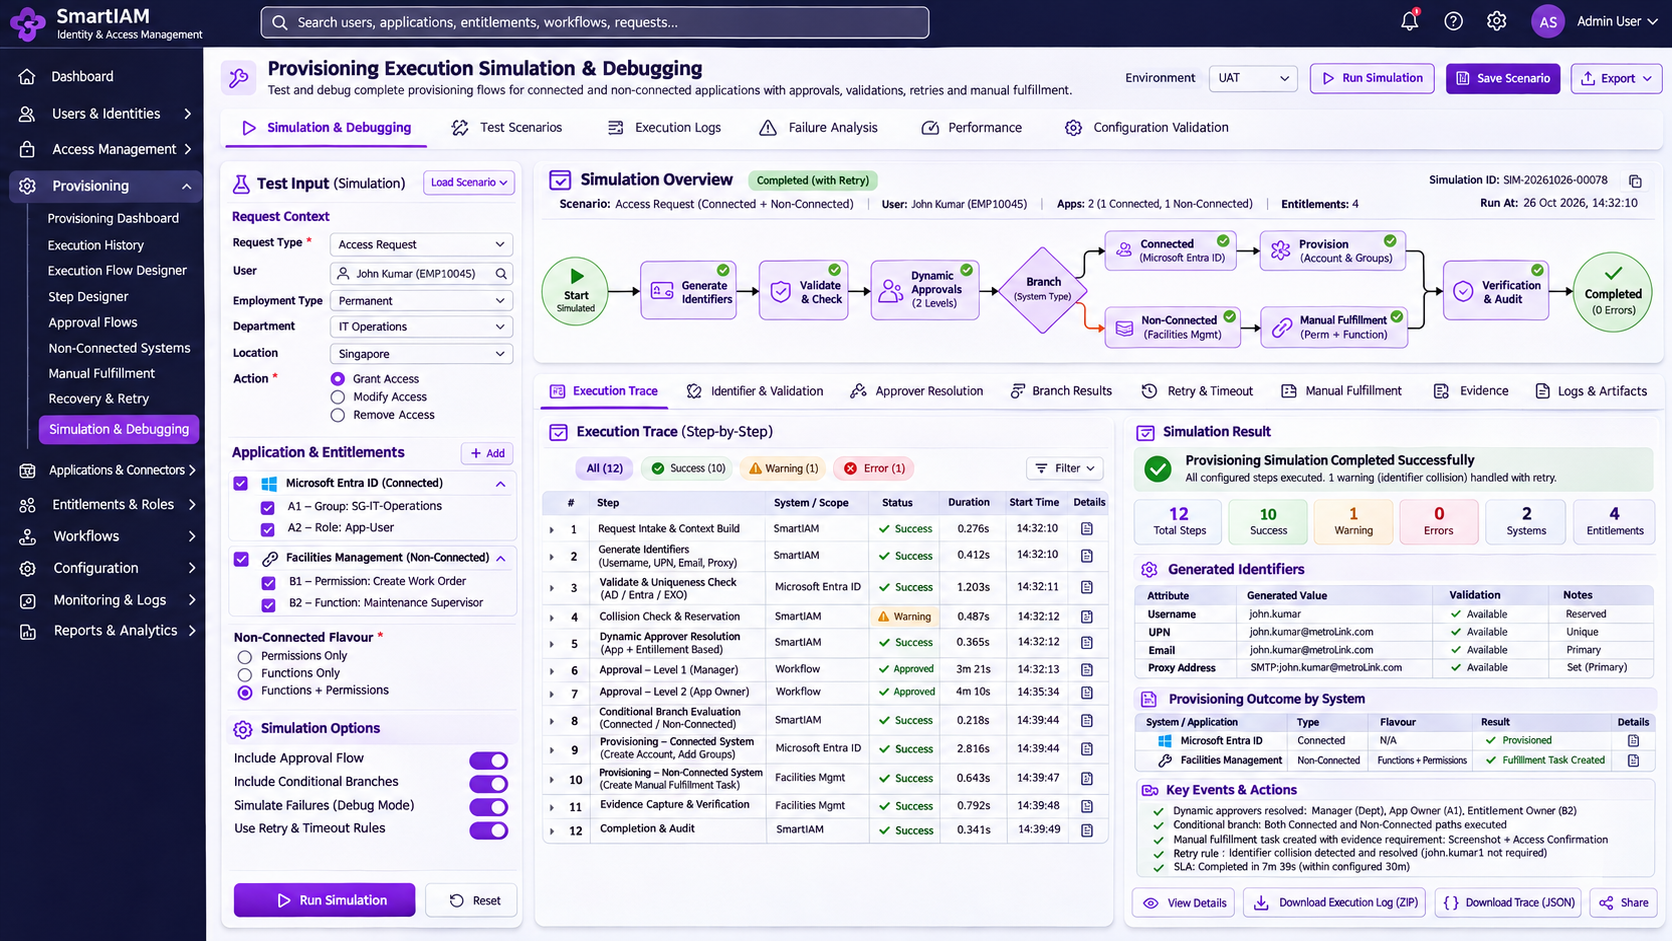 SmartIAM
Identity & Access Management
Search users, applications, entitlements, workflows, requests...
AS
Admin User
Dashboard
Users & Identities
Access Management
Provisioning
Provisioning Dashboard
Execution History
Execution Flow Designer
Step Designer
Approval Flows
Non-Connected Systems
Manual Fulfillment
Recovery & Retry
Simulation & Debugging
Applications & Connectors
Entitlements & Roles
Workflows
Configuration
Monitoring & Logs
Reports & Analytics
Provisioning Execution Simulation & Debugging
Test and debug complete provisioning flows for connected and non-connected applications with approvals, validations, retries and manual fulfillment.
Environment
UAT
Run Simulation
Save Scenario
Export
Simulation & Debugging
Test Scenarios
Execution Logs
Failure Analysis
Performance
Configuration Validation
Test Input (Simulation)
Load Scenario
Request Context
Request Type *
Access Request
User
John Kumar (EMP10045)
Employment Type
Permanent
Department
IT Operations
Location
Singapore
Action *
Grant Access
Modify Access
Remove Access
Application & Entitlements
+ Add
Microsoft Entra ID (Connected)
A1 – Group: SG-IT-Operations
A2 – Role: App-User
Facilities Management (Non-Connected)
B1 – Permission: Create Work Order
B2 – Function: Maintenance Supervisor
Non-Connected Flavour *
Permissions Only
Functions Only
Functions + Permissions
Simulation Options
Include Approval Flow
Include Conditional Branches
Simulate Failures (Debug Mode)
Use Retry & Timeout Rules
Run Simulation
Reset
Simulation Overview
Completed (with Retry)
Simulation ID: SIM-20261026-00078
Scenario: Access Request (Connected + Non-Connected)
User: John Kumar (EMP10045)
Apps: 2 (1 Connected, 1 Non-Connected)
Entitlements: 4
Run At: 26 Oct 2026, 14:32:10
Start
Simulated
Generate
Identifiers
Validate
& Check
Dynamic
Approvals
(2 Levels)
Branch
(System Type)
Connected
(Microsoft Entra ID)
Provision
(Account & Groups)
Non-Connected
(Facilities Mgmt)
Manual Fulfillment
(Perm + Function)
Verification
& Audit
Completed
(0 Errors)
Execution Trace
Identifier & Validation
Approver Resolution
Branch Results
Retry & Timeout
Manual Fulfillment
Evidence
Logs & Artifacts
Execution Trace (Step-by-Step)
All (12)
Success (10)
Warning (1)
Error (1)
Filter
# Step System / Scope Status Duration Start Time Details
1 Request Intake & Context Build SmartIAM Success 0.276s 14:32:10
2 Generate Identifiers
(Username, UPN, Email, Proxy) SmartIAM Success 0.412s 14:32:10
3 Validate & Uniqueness Check
(AD / Entra / EXO) Microsoft Entra ID Success 1.203s 14:32:11
4 Collision Check & Reservation SmartIAM Warning 0.487s 14:32:12
5 Dynamic Approver Resolution
(App + Entitlement Based) SmartIAM Success 0.365s 14:32:12
6 Approval – Level 1 (Manager) Workflow Approved 3m 21s 14:32:13
7 Approval – Level 2 (App Owner) Workflow Approved 4m 10s 14:35:34
8 Conditional Branch Evaluation
(Connected / Non-Connected) SmartIAM Success 0.218s 14:39:44
9 Provisioning – Connected System
(Create Account, Add Groups) Microsoft Entra ID Success 2.816s 14:39:44
10 Provisioning – Non-Connected System
(Create Manual Fulfillment Task) Facilities Mgmt Success 0.643s 14:39:47
11 Evidence Capture & Verification Facilities Mgmt Success 0.792s 14:39:48
12 Completion & Audit SmartIAM Success 0.341s 14:39:49
Simulation Result
Provisioning Simulation Completed Successfully
All configured steps executed. 1 warning (identifier collision) handled with retry.
12
Total Steps
10
Success
1
Warning
0
Errors
2
Systems
4
Entitlements
Generated Identifiers
Attribute Generated Value Validation Notes
Username john.kumar Available Reserved
UPN john.kumar@metroLink.com Available Unique
Email john.kumar@metroLink.com Available Primary
Proxy Address SMTP:john.kumar@metroLink.com Available Set (Primary)
Provisioning Outcome by System
System / Application Type Flavour Result Details
Microsoft Entra ID Connected N/A Provisioned
Facilities Management Non-Connected Functions + Permissions Fulfillment Task Created
Key Events & Actions
Dynamic approvers resolved: Manager (Dept), App Owner (A1), Entitlement Owner (B2)
Conditional branch: Both Connected and Non-Connected paths executed
Manual fulfillment task created with evidence requirement: Screenshot + Access Confirmation
Retry rule : Identifier collision detected and resolved (john.kumar1 not required)
SLA: Completed in 7m 39s (within configured 30m)
View Details
Download Execution Log (ZIP)
Download Trace (JSON)
Share